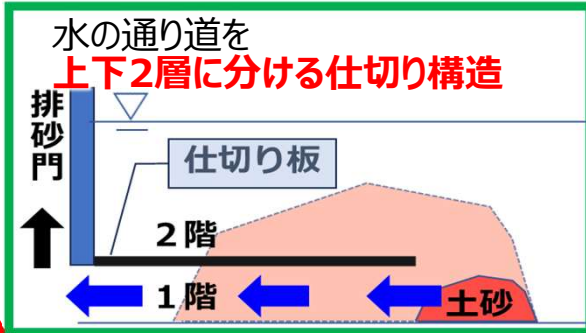 水の通り道を
上下2層に分ける仕切り構造
排砂門
仕切り板
2階
1階
土砂